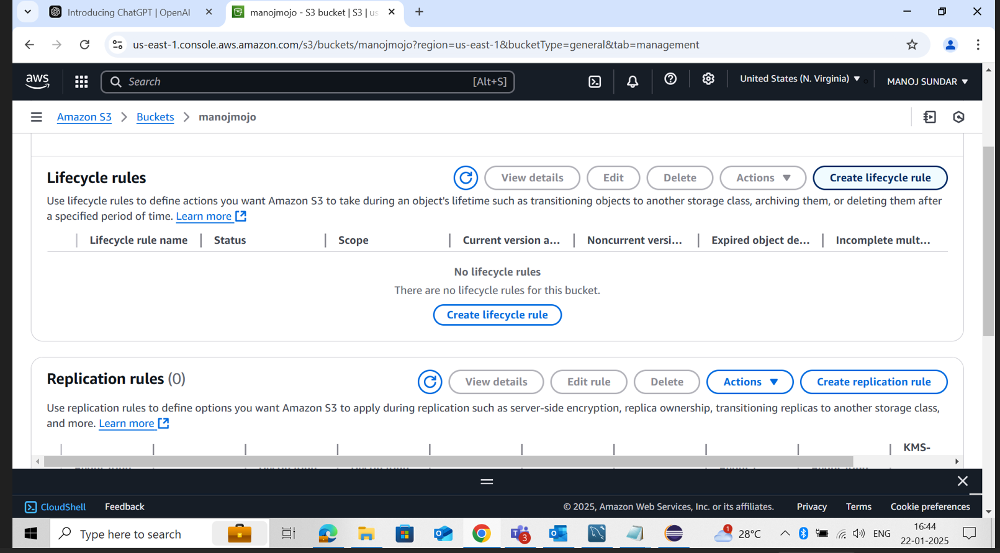 Introducing ChatGPT | OpenAI
manojmojo - S3 bucket | S3 | us
us-east-1.console.aws.amazon.com/s3/buckets/manojmojo?region=us-east-1&bucketType=general&tab=management
aws
Search
[Alt+S]
United States (N. Virginia)
MANOJ SUNDAR
Amazon S3 > Buckets > manojmojo
Lifecycle rules
View details
Edit
Delete
Actions
Create lifecycle rule
Use lifecycle rules to define actions you want Amazon S3 to take during an object's lifetime such as transitioning objects to another storage class, archiving them, or deleting them after
a specified period of time. Learn more
Lifecycle rule name
Status
Scope
Current version a...
Noncurrent versi...
Expired object de...
Incomplete mult...
No lifecycle rules
There are no lifecycle rules for this bucket.
Create lifecycle rule
Replication rules (0)
View details
Edit rule
Delete
Actions
Create replication rule
Use replication rules to define options you want Amazon S3 to apply during replication such as server-side encryption, replica ownership, transitioning replicas to another storage class,
and more. Learn more
KMS-
CloudShell
Feedback
© 2025, Amazon Web Services, Inc. or its affiliates.
Privacy
Terms
Cookie preferences
Type here to search
3
1
28°C
ENG
16:44
22-01-2025